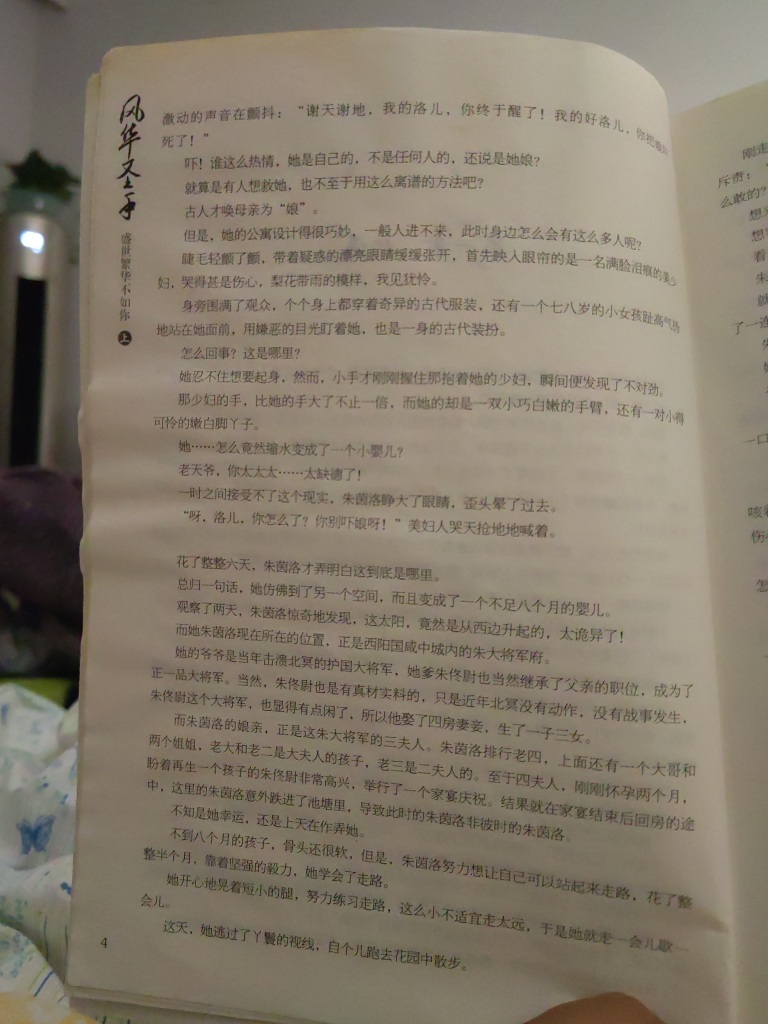 风华圣手
盛世繁华不如你
上
激动的声音在颤抖：“谢天谢地，我的洛儿，你终于醒了！我的好洛儿，你把
死了！”
吓！谁这么热情，她是自己的，不是任何人的，还说是她娘？
就算是有人想救她，也不至于用这么离谱的方法吧？
古人才唤母亲为“娘”。
但是，她的公寓设计得很巧妙，一般人进不来，此时身边怎么会有这么多人呢？
睫毛轻颤了颤，带着疑惑的漂亮眼睛缓缓张开，首先映入眼帘的是一名满脸泪痕的美少
妇，哭得甚是伤心，梨花带雨的模样，我见犹怜。
身旁围满了观众，个个身上都穿着奇异的古代服装，还有一个七八岁的小女孩趾高气扬
地站在她面前，用嫌恶的目光盯着她，也是一身的古代装扮。
怎么回事？这是哪里？
她忍不住想要起身，然而，小手才刚刚握住那抱着她的少妇，瞬间便发现了不对劲。
那少妇的手，比她的手大了不止一倍，而她的却是一双小巧白嫩的手臂，还有一对小得
可怜的嫩白脚丫子。
她……怎么竟然缩水变成了一个小婴儿？
老天爷，你太太太……太缺德了！
一时之间接受不了这个现实，朱茵洛睁大了眼睛，歪头晕了过去。
“呀，洛儿，你怎么了？你别吓娘呀！”美妇人哭天抢地地喊着。
花了整整六天，朱茵洛才弄明白这到底是哪里。
总归一句话，她仿佛到了另一个空间，而且变成了一个不足八个月的婴儿。
观察了两天，朱茵洛惊奇地发现，这太阳，竟然是从西边升起的，太诡异了！
而她朱茵洛现在所在的位置，正是西阳国咸中城内的朱大将军府。
她的爷爷是当年击溃北冥的护国大将军，她爹朱佟尉也当然继承了父亲的职位，成为了
正一品大将军。当然，朱佟尉也是有真材实料的，只是近年北冥没有动作，没有战事发生，
朱佟尉这个大将军，也显得有点闲了，所以他娶了四房妻妾，生了一子三女。
而朱茵洛的娘亲，正是这朱大将军的三夫人。朱茵洛排行老四，上面还有一个大哥和
两个姐姐，老大和老二是大夫人的孩子，老三是二夫人的。至于四夫人，刚刚怀孕两个月，
盼着再生一个孩子的朱佟尉非常高兴，举行了一个家宴庆祝。结果就在家宴结束后回房的途
中，这里的朱茵洛意外跌进了池塘里，导致此时的朱茵洛非彼时的朱茵洛。
不知是她幸运，还是上天在作弄她。
不到八个月的孩子，骨头还很软，但是，朱茵洛努力想让自己可以站起来走路，花了整
整半个月，靠着坚强的毅力，她学会了走路。
她开心地晃着短小的腿，努力练习走路，这么小不适宜走太远，于是她就走一会儿歇一
会儿。
这天，她逃过了丫鬟的视线，自个儿跑去花园中散步。
4
刚走
斥责：“
么敢的？
想
想
看
朱
就
了一连
一口
咳
伤心
怎